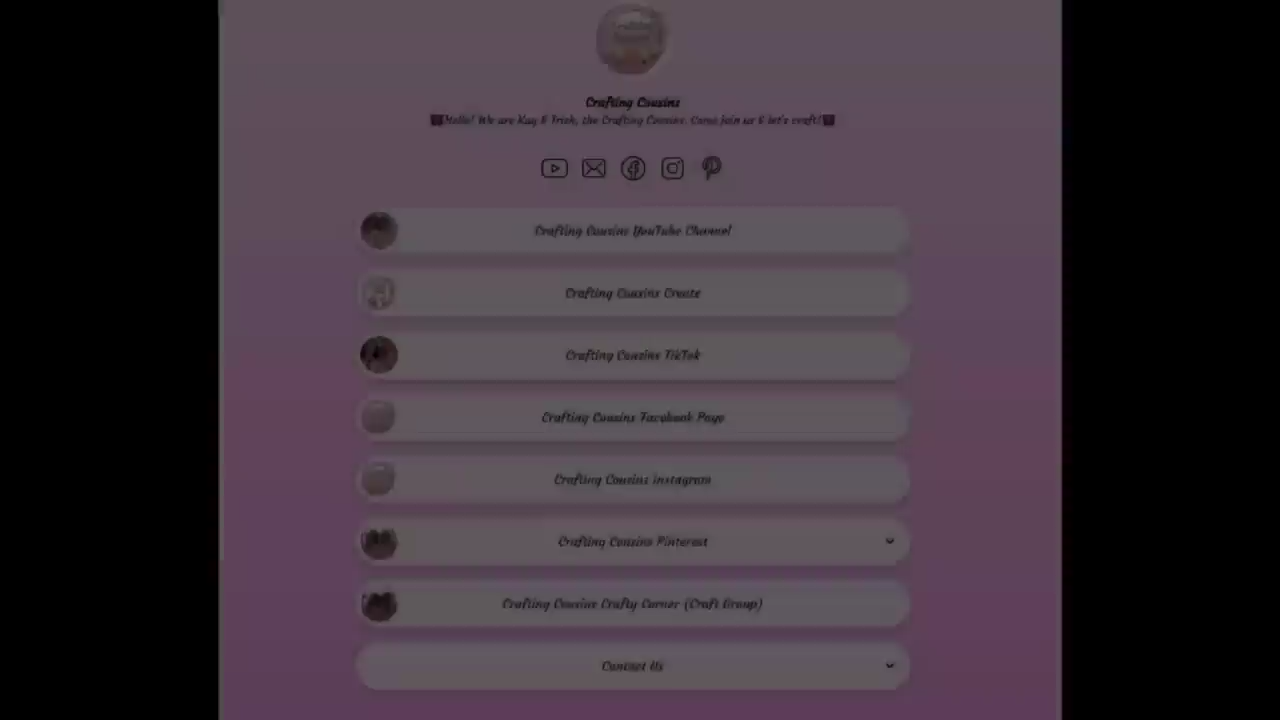 Crafting Cousins
Hello! We are Kay & Trish, the Crafting Cousins. Come join us & let's craft!
Crafting Cousins YouTube Channel
Crafting Cousins Create
Crafting Cousins TikTok
Crafting Cousins Facebook Page
Crafting Cousins Instagram
Crafting Cousins Pinterest
Crafting Cousins Crafty Corner (Craft Group)
Contact Us